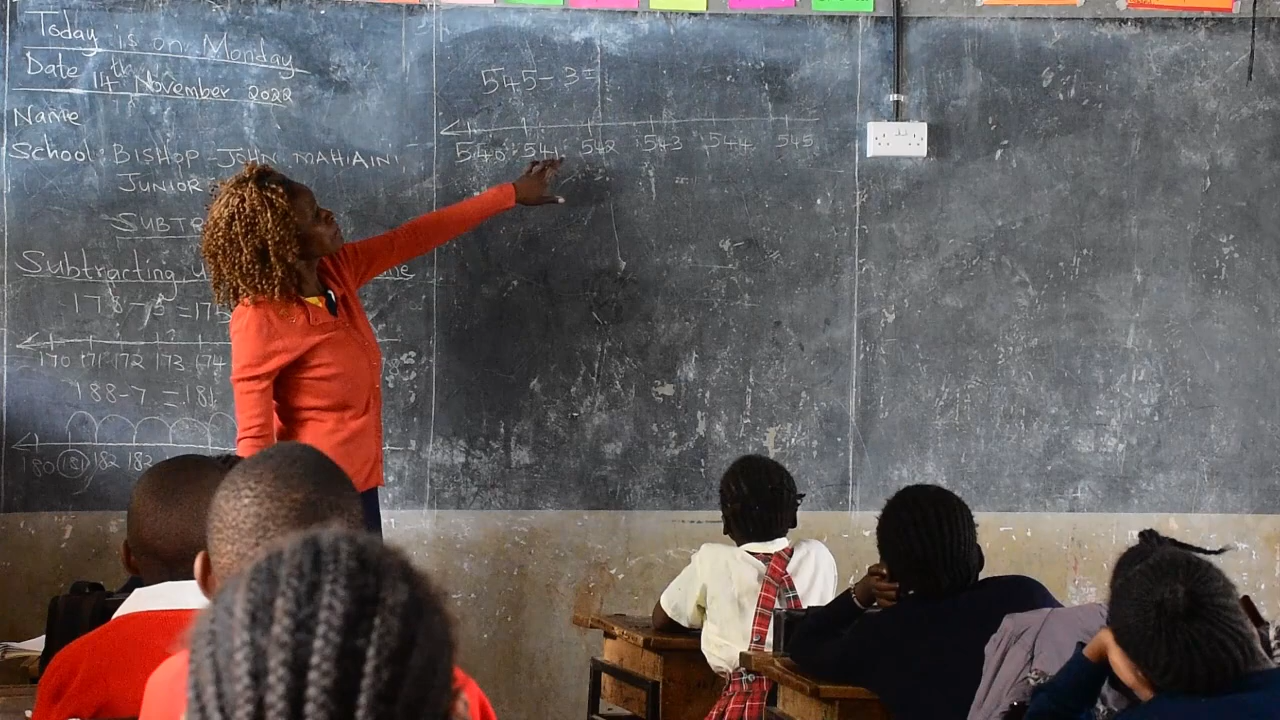 Today is on Monday
Date 14th November 2022
Name
School: BISHOP JOHN MAHIAINI
JUNIOR
Subtracting
178-3=175
170 171 172 173 174
188-7=181
180 181 182 183
545-3=
540 541 542 543 544 545